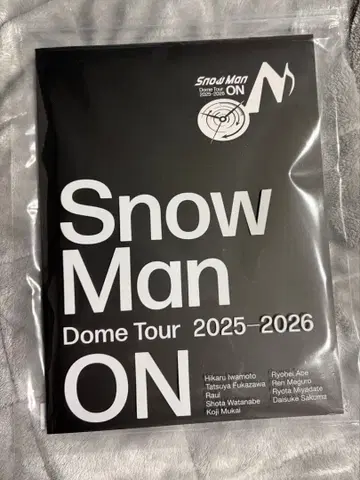 Snow Man
Dome Tour
2025-2026 ON
Snow
Man
Dome Tour 2025-2026
ON
Hikaru Iwamoto
Tatsuya Fukazawa
Raul
Shota Watanabe
Koji Mukai
Ryohei Abe
Ren Meguro
Ryota Miyadate
Daisuke Sakuma